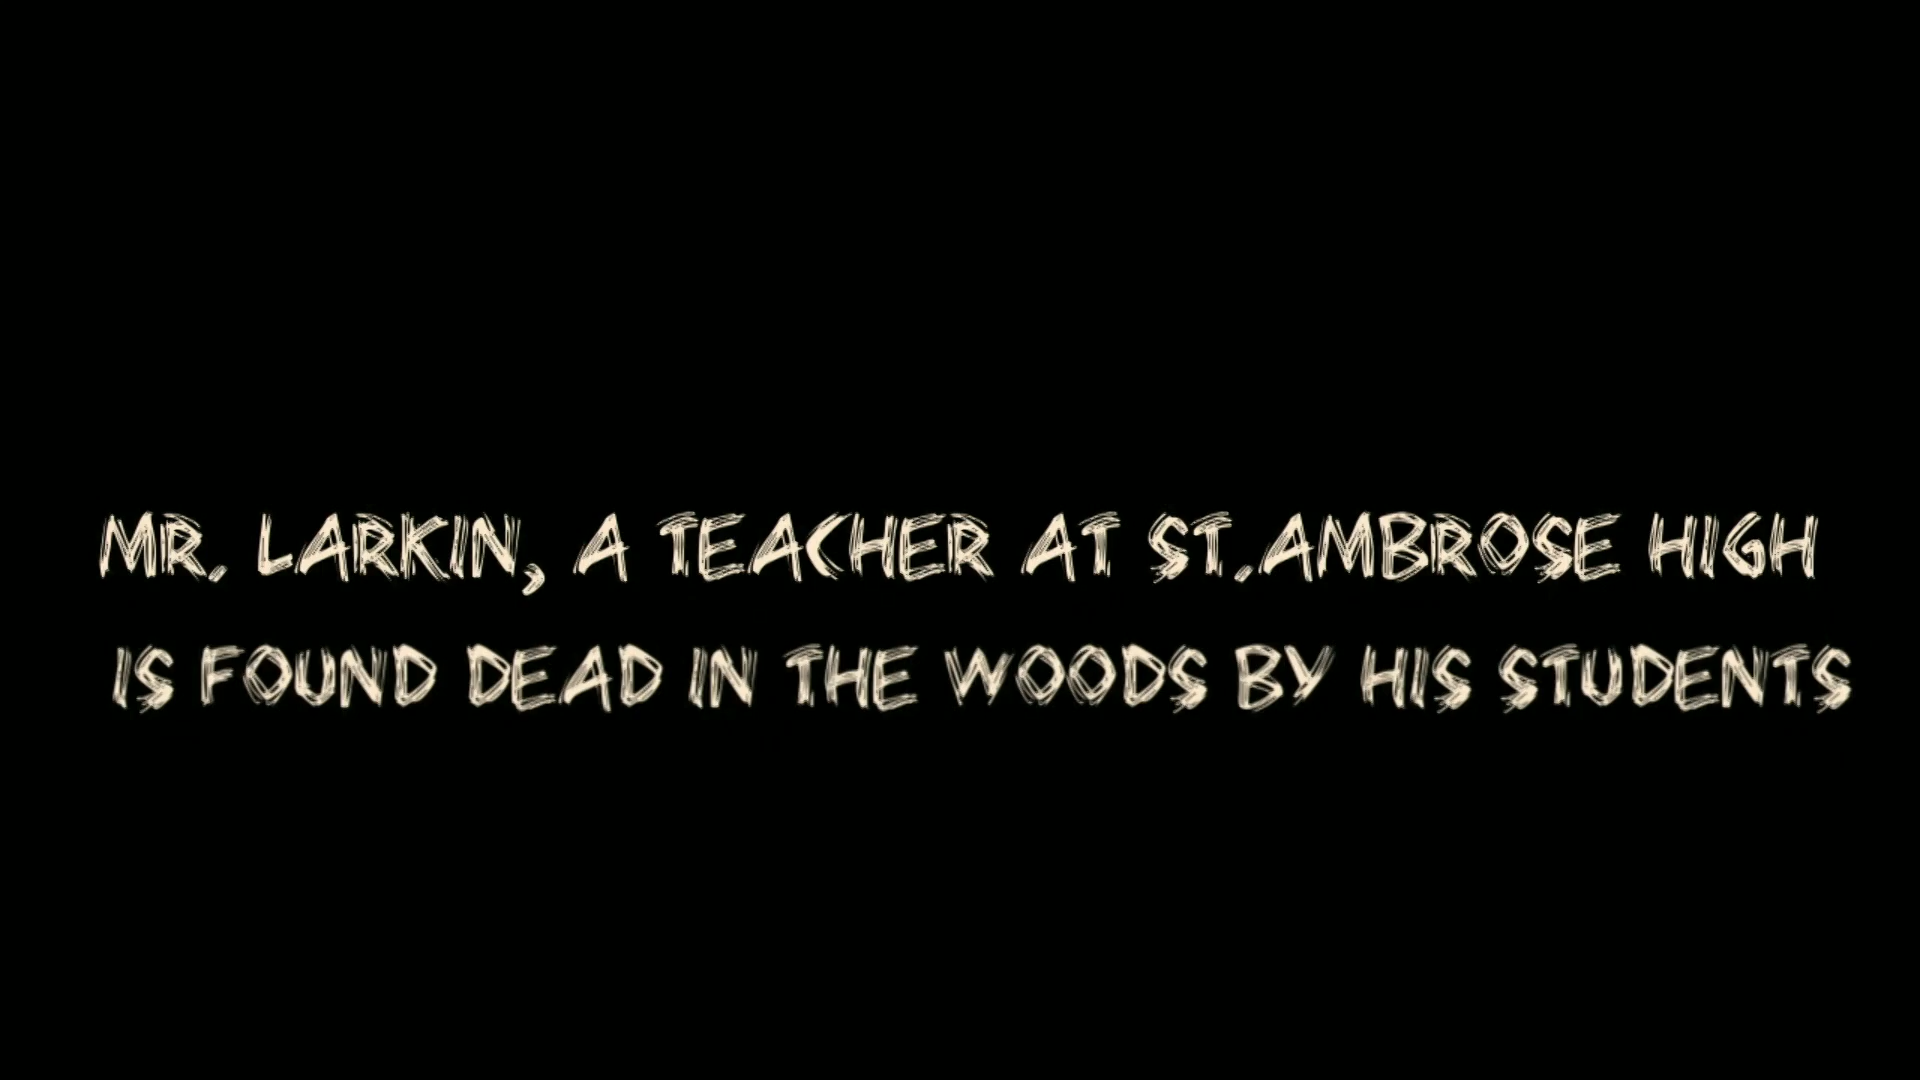 MR. LARKIN, A TEACHER AT ST.AMBROSE HIGH
IS FOUND DEAD IN THE WOODS BY HIS STUDENTS